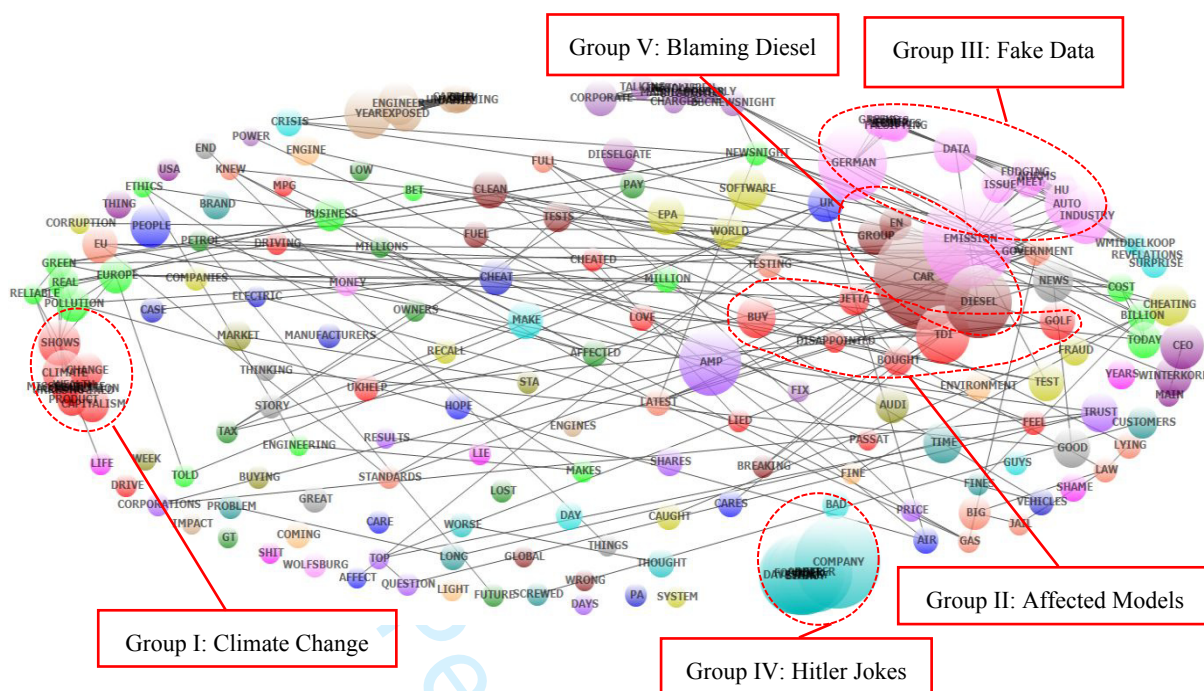 Group V: Blaming Diesel
Group III: Fake Data
TALKING
CORPORATE
CHARGES
BBCNEWSNIGHT
ENGINEER
YEAR
EXPOSED
CRISIS
POWER
END
ENGINE
NEWSNIGHT
DIESELGATE
FULL
GERMAN
DATA
FUDGING
ISSUE
MEET
HU
AUTO
INDUSTRY
USA
KNEW
LOW
ETHICS
MPG
BET
CLEAN
PAY
SOFTWARE
UK
EN
THING
BRAND
BUSINESS
TESTS
EPA
GROUP
CORRUPTION
PEOPLE
FUEL
WORLD
EMISSION
WMIDDELKOOP
EU
PETROL
DRIVING
MILLIONS
CHEATED
GOVERNMENT
REVELATIONS
GREEN
REAL
EUROPE
COMPANIES
CHEAT
TESTING
CAR
NEWS
SURPRISE
RELIABLE
MONEY
MILLION
COST
POLLUTION
ELECTRIC
JETTA
DIESEL
CHEATING
CASE
OWNERS
MAKE
LOVE
BUY
GOLF
BILLION
SHOWS
MARKET
MANUFACTURERS
DISAPPOINTED
TDI
TODAY
CEO
RECALL
AFFECTED
BOUGHT
FRAUD
CHANGE
CLIMATE
THINKING
AMP
YEARS
WINTERKORN
UKHELP
STA
FIX
ENVIRONMENT
TEST
MAIN
PRODUCT
CAPITALISM
STORY
HOPE
LATEST
AUDI
TRUST
CUSTOMERS
TAX
ENGINES
LIED
FEEL
ENGINEERING
RESULTS
PASSAT
TIME
GOOD
LYING
LIFE
WEEK
LIE
SHARES
BREAKING
GUYS
LAW
DRIVE
TOLD
BUYING
STANDARDS
MAKES
FINE
FINES
SHAME
CORPORATIONS
LOST
CARES
VEHICLES
PROBLEM
GREAT
BAD
PRICE
BIG
IMPACT
CARE
WORSE
DAY
CAUGHT
JAIL
GT
COMING
THINGS
AIR
GAS
SHIT
TOP
LONG
THOUGHT
COMPANY
WOLFSBURG
GLOBAL
AFFECT
QUESTION
LIGHT
FUTURE
SCREWED
WRONG
DAYS
PA
SYSTEM
Group II: Affected Models
Group I: Climate Change
Group IV: Hitler Jokes